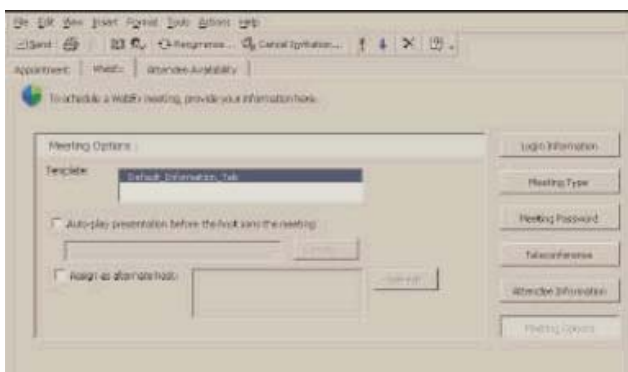 File Edit View Insert Format Tools Actions Help
Send Recurrence... Cancel Invitation...
Appointment WebEx Attendee Availability
To schedule a WebEx meeting, provide your information here.
Meeting Options
Login Information
Template: Default_Information_Tab
Meeting Type
Auto-play presentation before the host joins the meeting:
Meeting Password
Teleconference
Assign as alternate host:
Attendee Information
Meeting Options